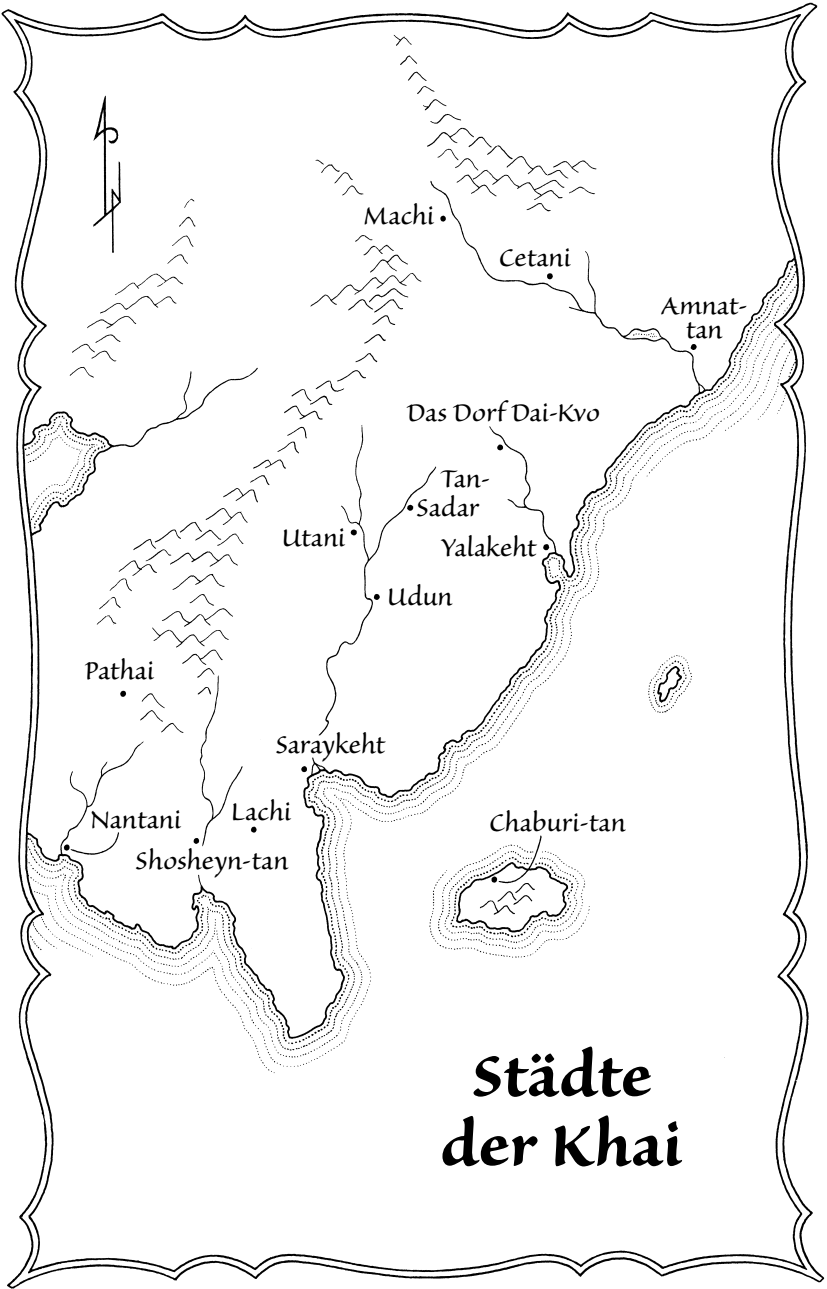 Machi
Cetani
Amnat-
tan
Das Dorf Dai-Kvo
Tan-
Sadar
Utani
Yalakeht
Udun
Pathai
Saraykeht
Nantani
Lachi
Chaburi-tan
Shosheyn-tan
Städte
der Khai